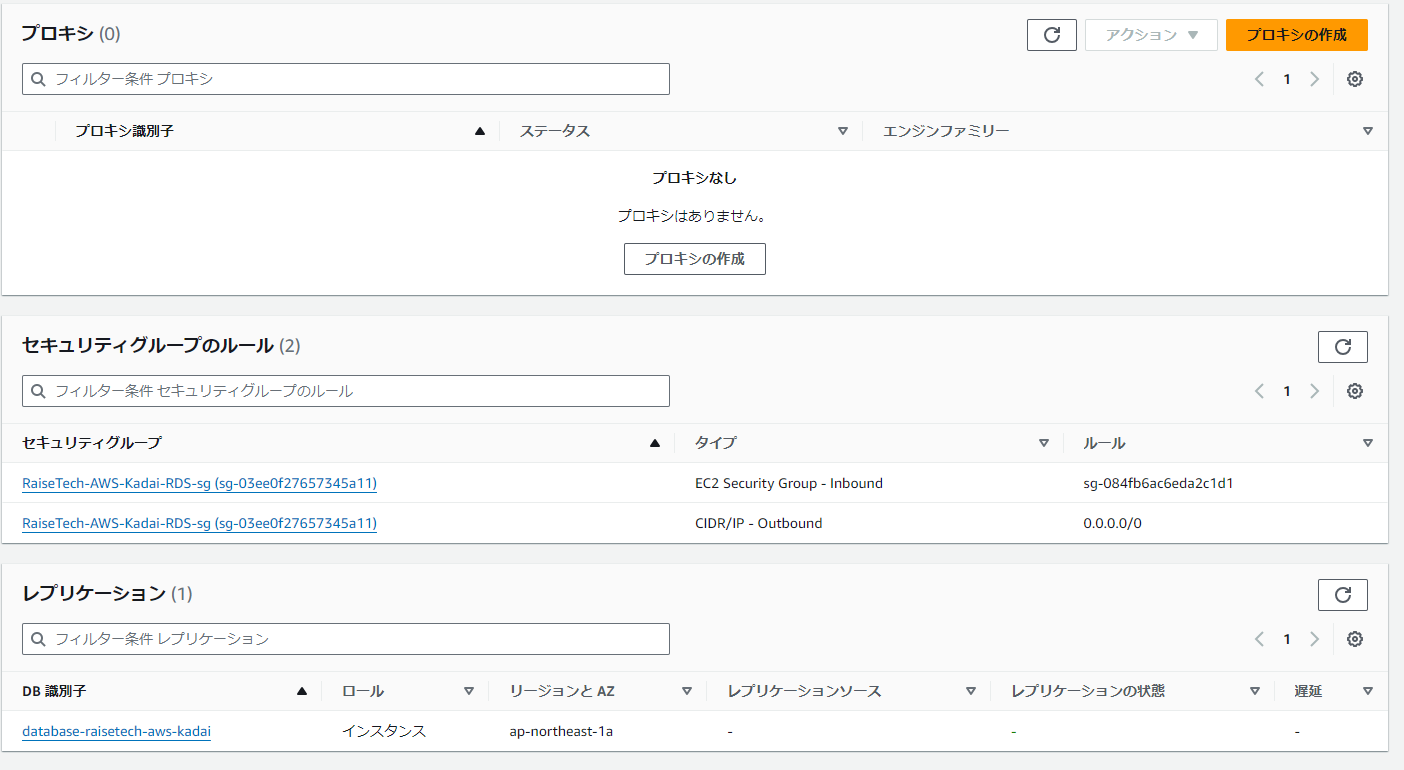 プロキシ (0)
アクション
プロキシの作成
フィルター条件 プロキシ
1
プロキシ識別子 ステータス エンジンファミリー
プロキシなし
プロキシはありません。
プロキシの作成
セキュリティグループのルール (2)
フィルター条件 セキュリティグループのルール
1
セキュリティグループ タイプ ルール
RaiseTech-AWS-Kadai-RDS-sg (sg-03ee0f27657345a11) EC2 Security Group - Inbound sg-084fb6ac6eda2c1d1
RaiseTech-AWS-Kadai-RDS-sg (sg-03ee0f27657345a11) CIDR/IP - Outbound 0.0.0.0/0
レプリケーション (1)
フィルター条件 レプリケーション
1
DB 識別子 ロール リージョンと AZ レプリケーションソース レプリケーションの状態 遅延
database-raisetech-aws-kadai インスタンス ap-northeast-1a - - -